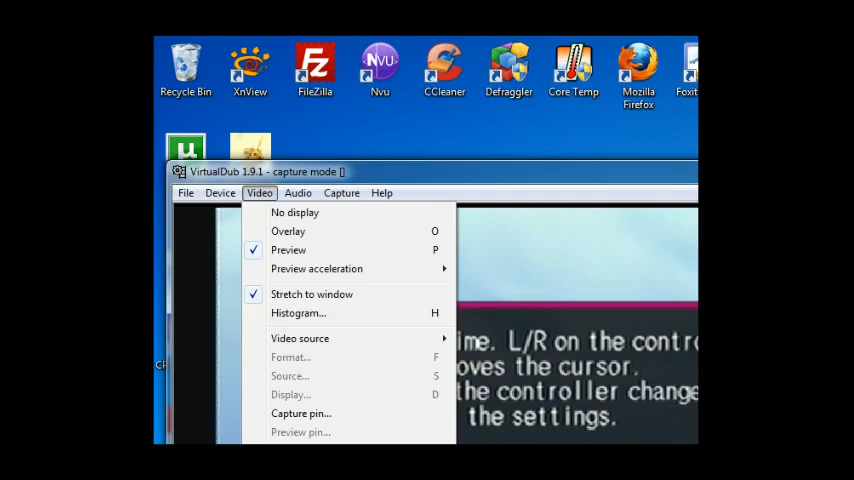 Recycle Bin XnView FileZilla Nvu CCleaner Defraggler Core Temp Mozilla Firefox Foxit
VirtualDub 1.9.1 - capture mode []
File Device Video Audio Capture Help
No display
Overlay O
Preview P
Preview acceleration
Stretch to window
Histogram... H
Video source
Format... F
Source... S
Display... D
Capture pin...
Preview pin...
ime. L/R on the contr
oves the cursor.
the controller change
the settings.